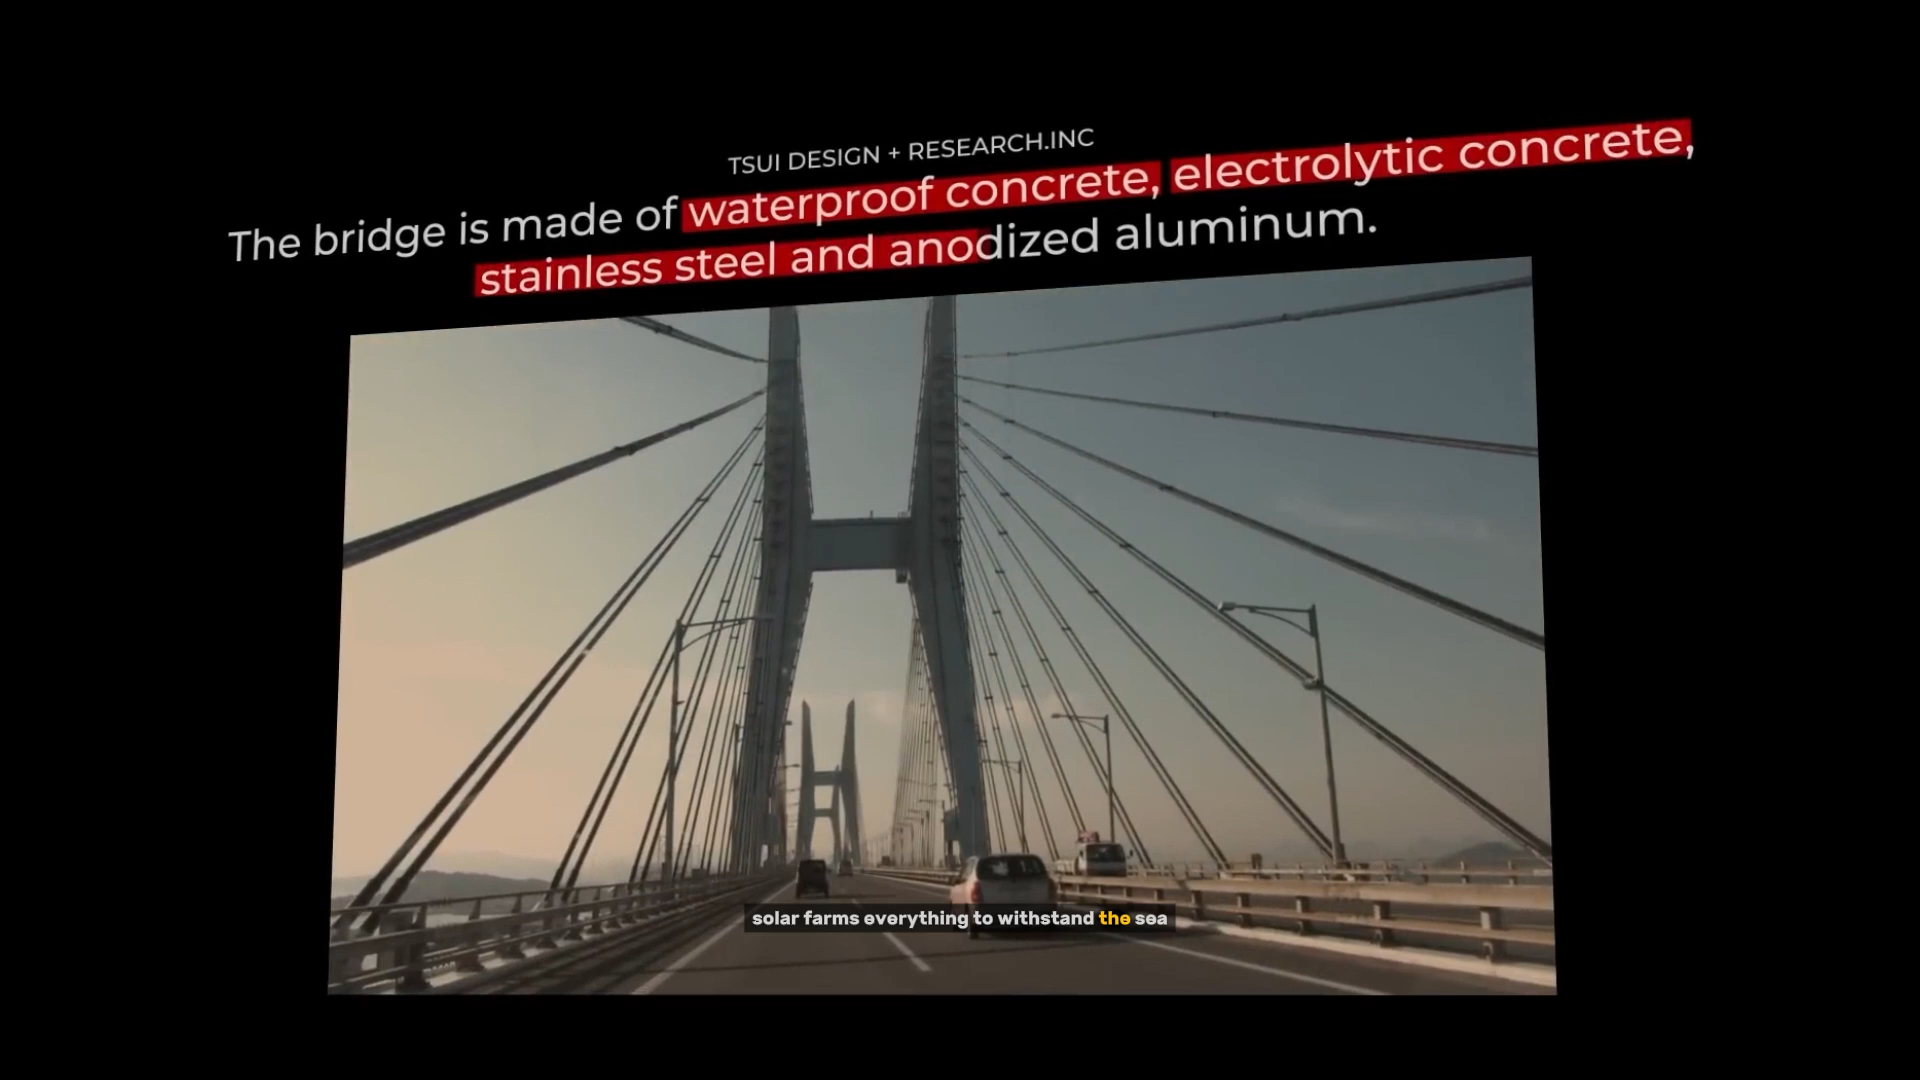 TSUI DESIGN + RESEARCH.INC
The bridge is made of waterproof concrete, electrolytic concrete,
stainless steel and anodized aluminum.
solar farms everything to withstand the sea